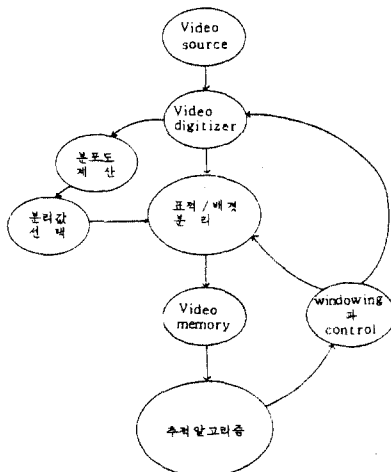 Video
source
Video
digitizer
분포도
계 산
분리값
선 택
표적/배경
분 리
Video
memory
windowing
과
control
추적알고리즘